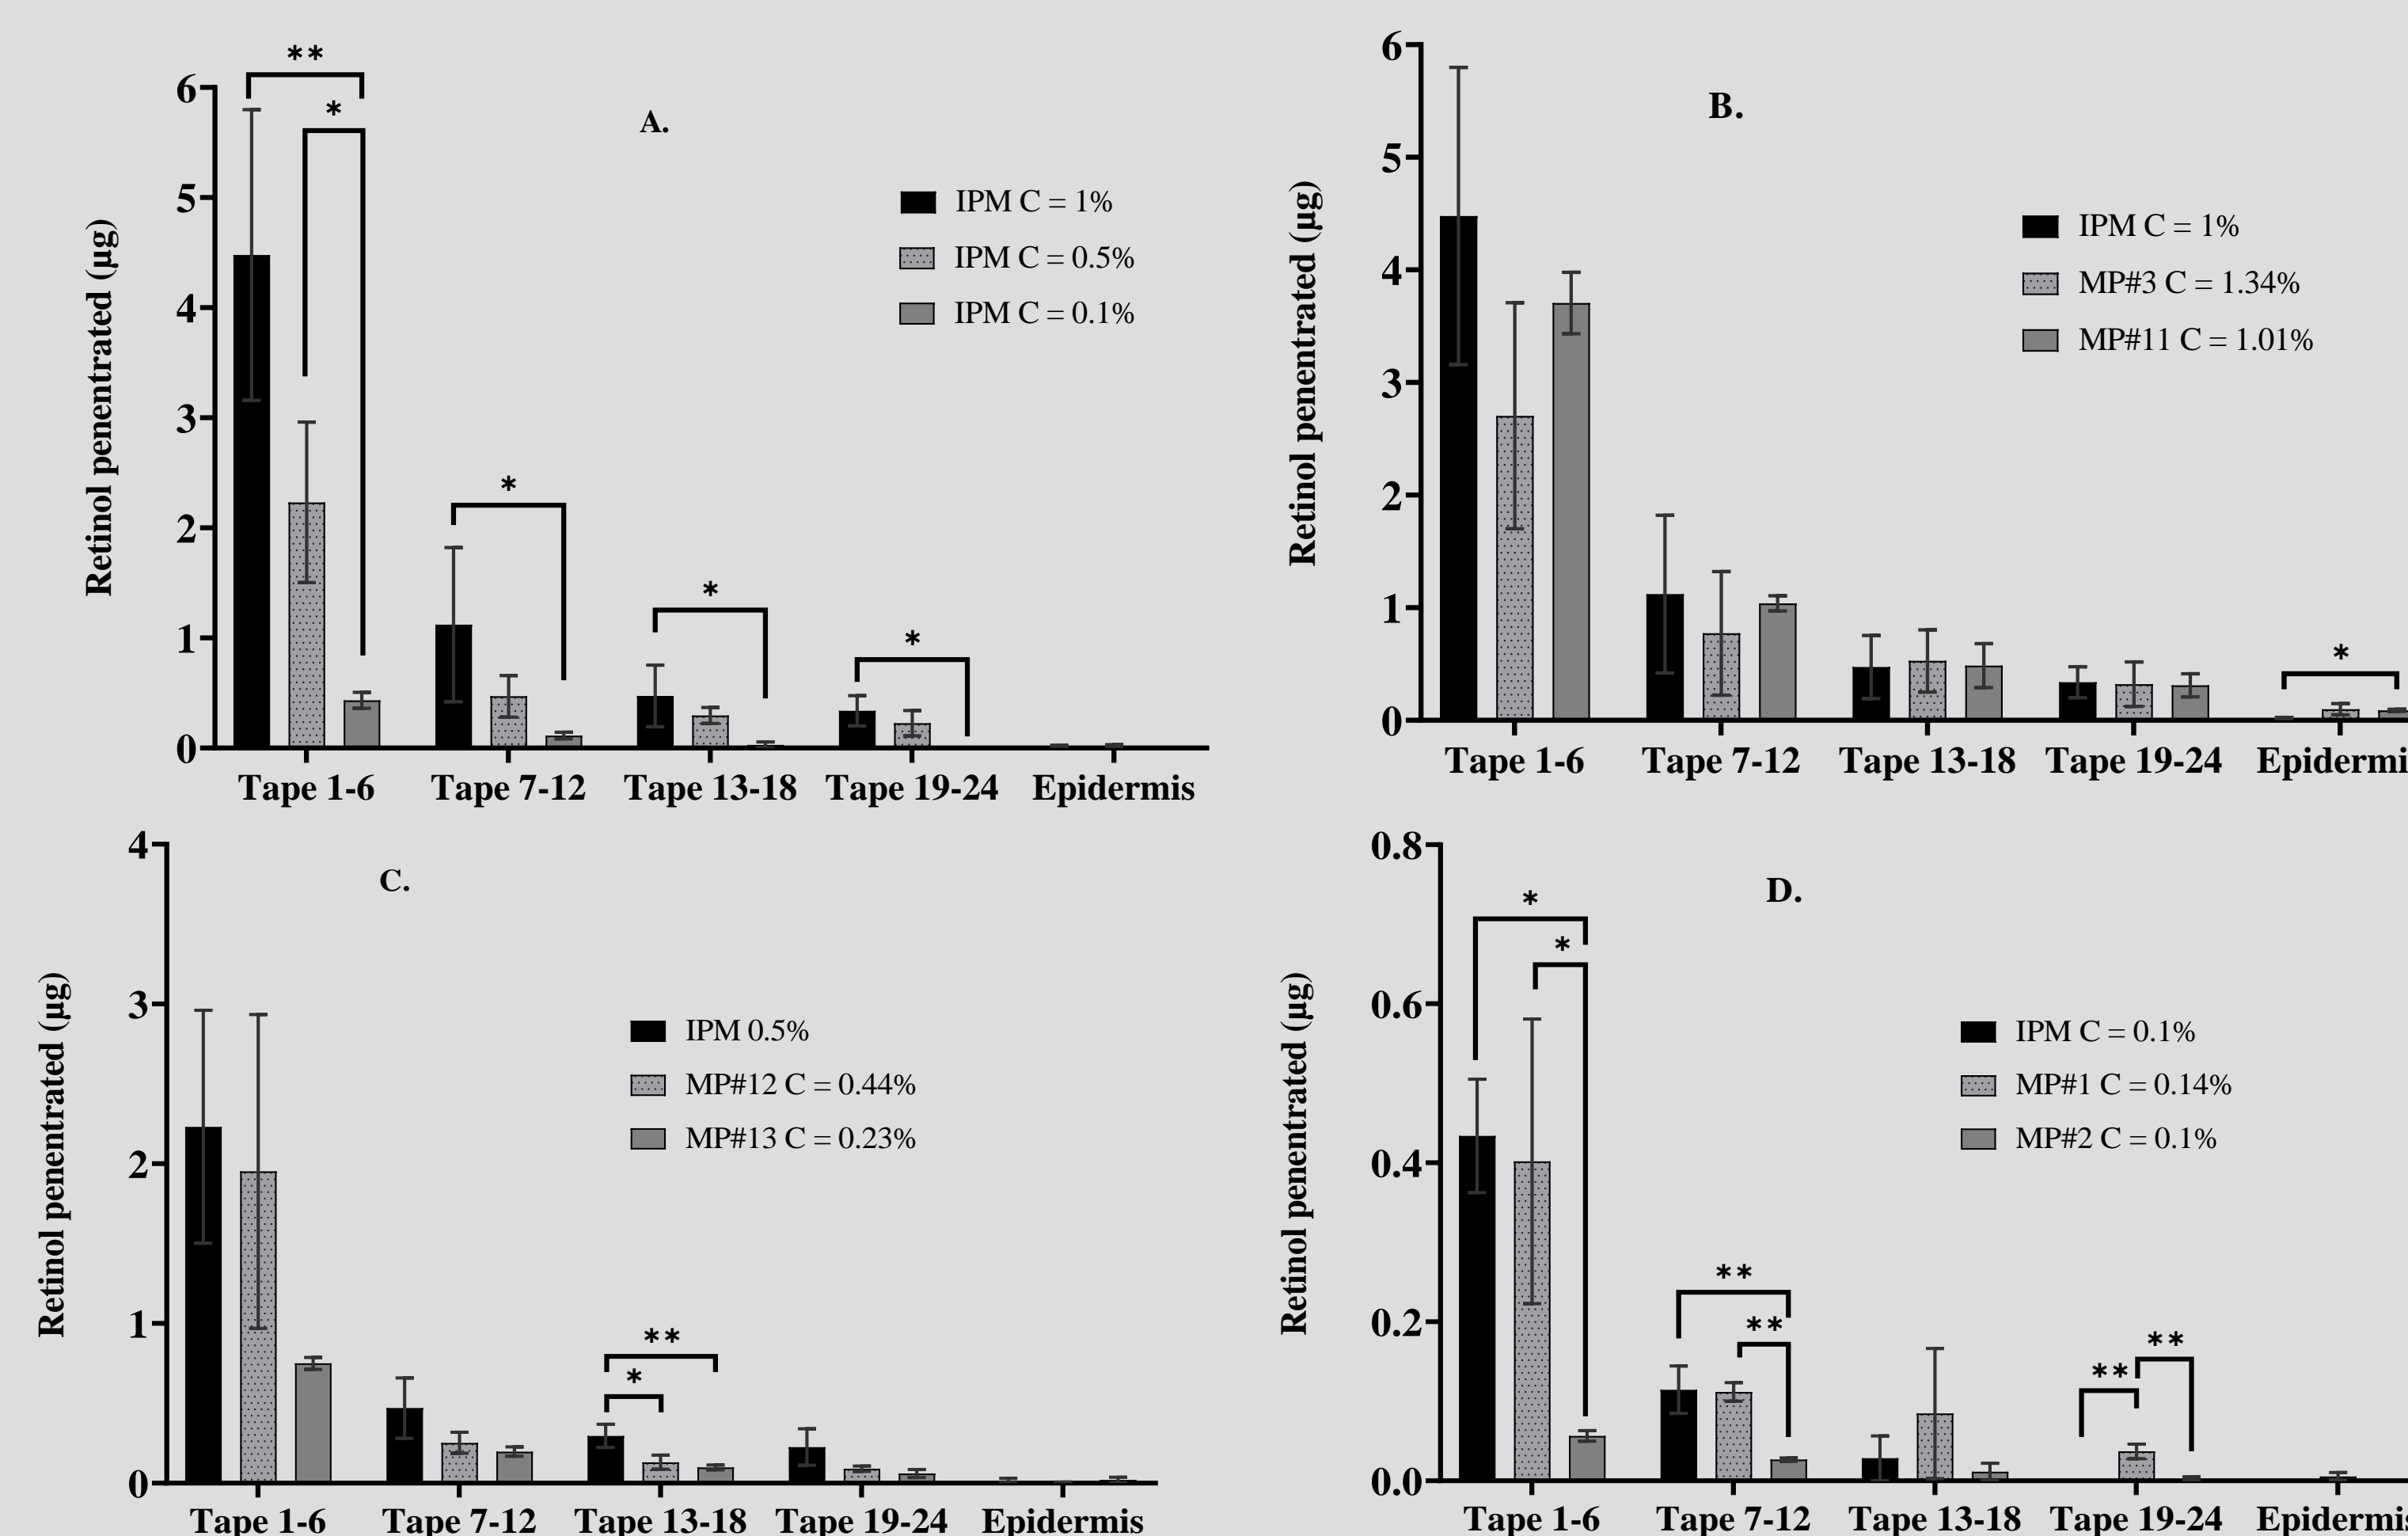 **
*
6
A.
5
IPM C = 1%
IPM C = 0.5%
4
IPM C = 0.1%
Retinol penentrated (µg)
3
*
2
*
1
*
0
Tape 1-6 Tape 7-12 Tape 13-18 Tape 19-24 Epidermis
6
B.
5
IPM C = 1%
4
MP#3 C = 1.34%
MP#11 C = 1.01%
Retinol penentrated (µg)
3
2
1
*
0
Tape 1-6 Tape 7-12 Tape 13-18 Tape 19-24 Epidermi
4
C.
3
IPM 0.5%
MP#12 C = 0.44%
MP#13 C = 0.23%
Retinol penentrated (µg)
2
1
**
*
0
Tape 1-6 Tape 7-12 Tape 13-18 Tape 19-24 Epidermis
0.8
D.
*
*
0.6
IPM C = 0.1%
MP#1 C = 0.14%
MP#2 C = 0.1%
Retinol penentrated (µg)
0.4
**
0.2
**
**
**
0.0
Tape 1-6 Tape 7-12 Tape 13-18 Tape 19-24 Epidermi